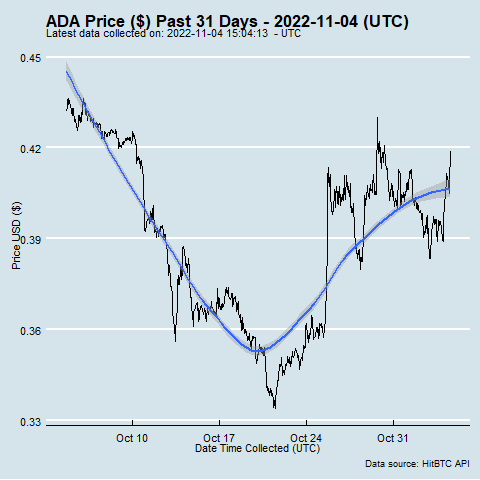 ADA Price ($) Past 31 Days - 2022-11-04 (UTC)
Latest data collected on: 2022-11-04 15:04:13 - UTC
0.45
0.42
0.39
0.36
0.33
Price USD ($)
Oct 10 Oct 17 Oct 24 Oct 31
Date Time Collected (UTC)
Data source: HitBTC API